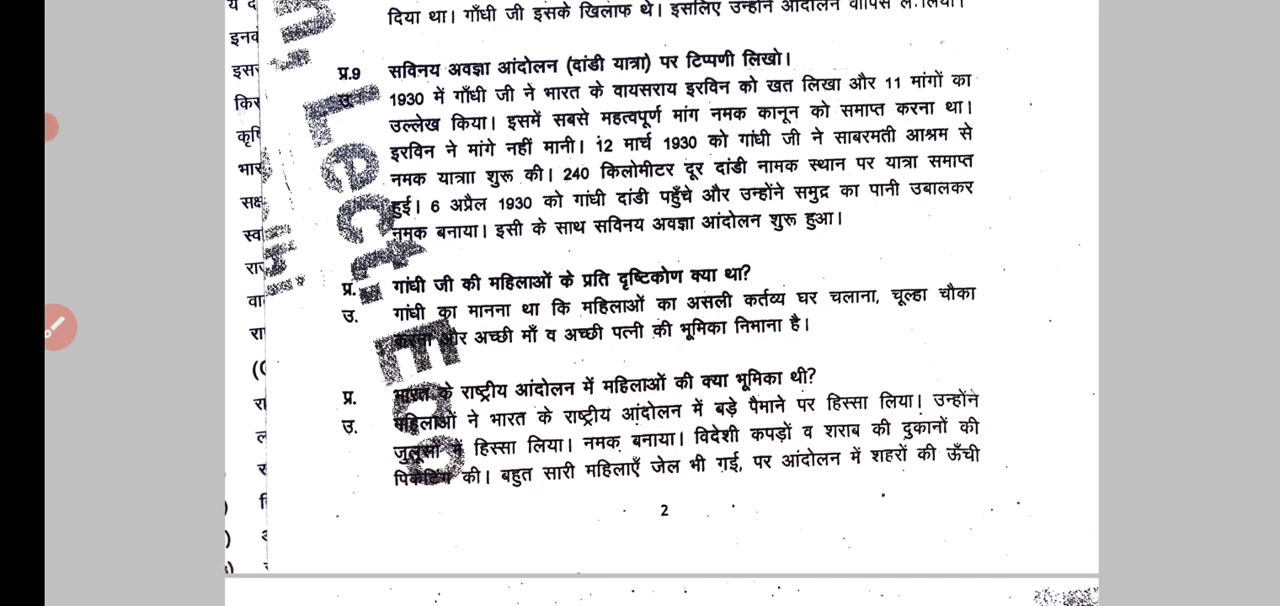 दिया था। गाँधी जी इसके खिलाफ थे। इसलिए उन्होंने आंदोलन वापिस ले लिया।
प्र.9 सविनय अवज्ञा आंदोलन (दांडी यात्रा) पर टिप्पणी लिखो।
उ. 1930 में गाँधी जी ने भारत के वायसराय इरविन को खत लिखा और 11 मांगों का
उल्लेख किया। इसमें सबसे महत्वपूर्ण मांग नमक कानून को समाप्त करना था।
इरविन ने मांगे नहीं मानी। 12 मार्च 1930 को गांधी जी ने साबरमती आश्रम से
नमक यात्राा शुरू की। 240 किलोमीटर दूर दांडी नामक स्थान पर यात्रा समाप्त
हुई। 6 अप्रैल 1930 को गांधी दांडी पहुँचे और उन्होंने समुद्र का पानी उबालकर
नमक बनाया। इसी के साथ सविनय अवज्ञा आंदोलन शुरू हुआ।
प्र. गांधी जी की महिलाओं के प्रति दृष्टिकोण क्या था?
उ. गांधी का मानना था कि महिलाओं का असली कर्तव्य घर चलाना, चूल्हा चौका
करना और अच्छी माँ व अच्छी पत्नी की भूमिका निभाना है।
प्र. भारत के राष्ट्रीय आंदोलन में महिलाओं की क्या भूमिका थी?
उ. महिलाओं ने भारत के राष्ट्रीय आंदोलन में बड़े पैमाने पर हिस्सा लिया। उन्होंने
जुलूसों में हिस्सा लिया। नमक बनाया। विदेशी कपड़ों व शराब की दुकानों की
पिकेटिंग की। बहुत सारी महिलाएँ जेल भी गई, पर आंदोलन में शहरों की ऊँची
2